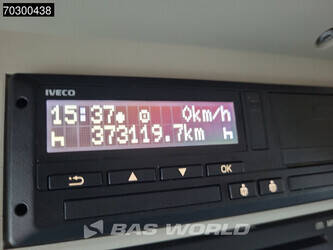 70300438
IVECO
15:37 0km/h
373119.7km
OK
BAS WORLD